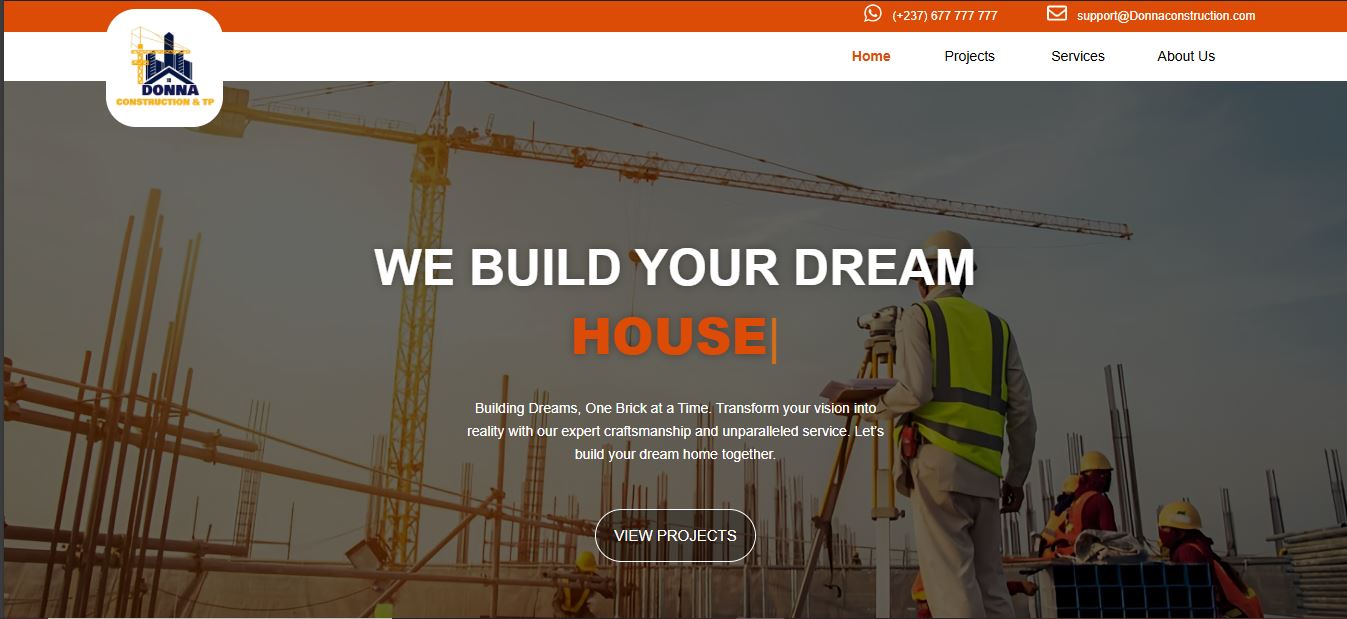 (+237) 677 777 777
support@Donnaconstruction.com
DONNA
CONSTRUCTION & TP
Home
Projects
Services
About Us
WE BUILD YOUR DREAM
HOUSE|
Building Dreams, One Brick at a Time. Transform your vision into
reality with our expert craftsmanship and unparalleled service. Let's
build your dream home together.
VIEW PROJECTS